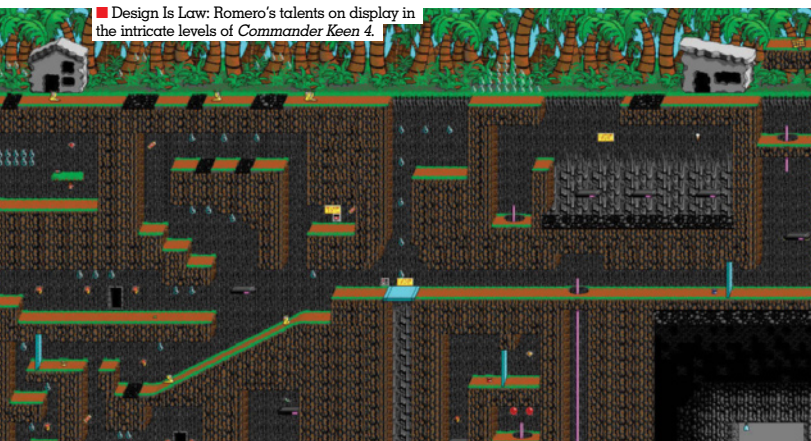 ■ Design Is Law: Romero’s talents on display in
the intricate levels of Commander Keen 4.